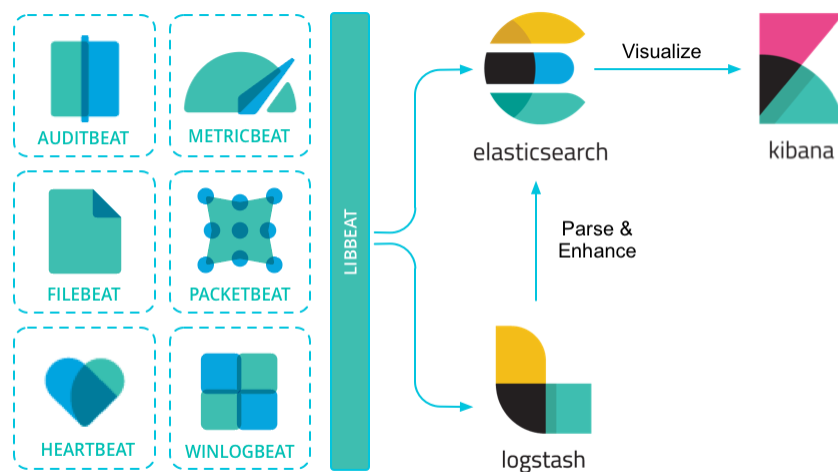 AUDITBEAT
METRICBEAT
FILEBEAT
PACKETBEAT
HEARTBEAT
WINLOGBEAT
LIBBEAT
elasticsearch
Visualize
kibana
Parse &
Enhance
logstash